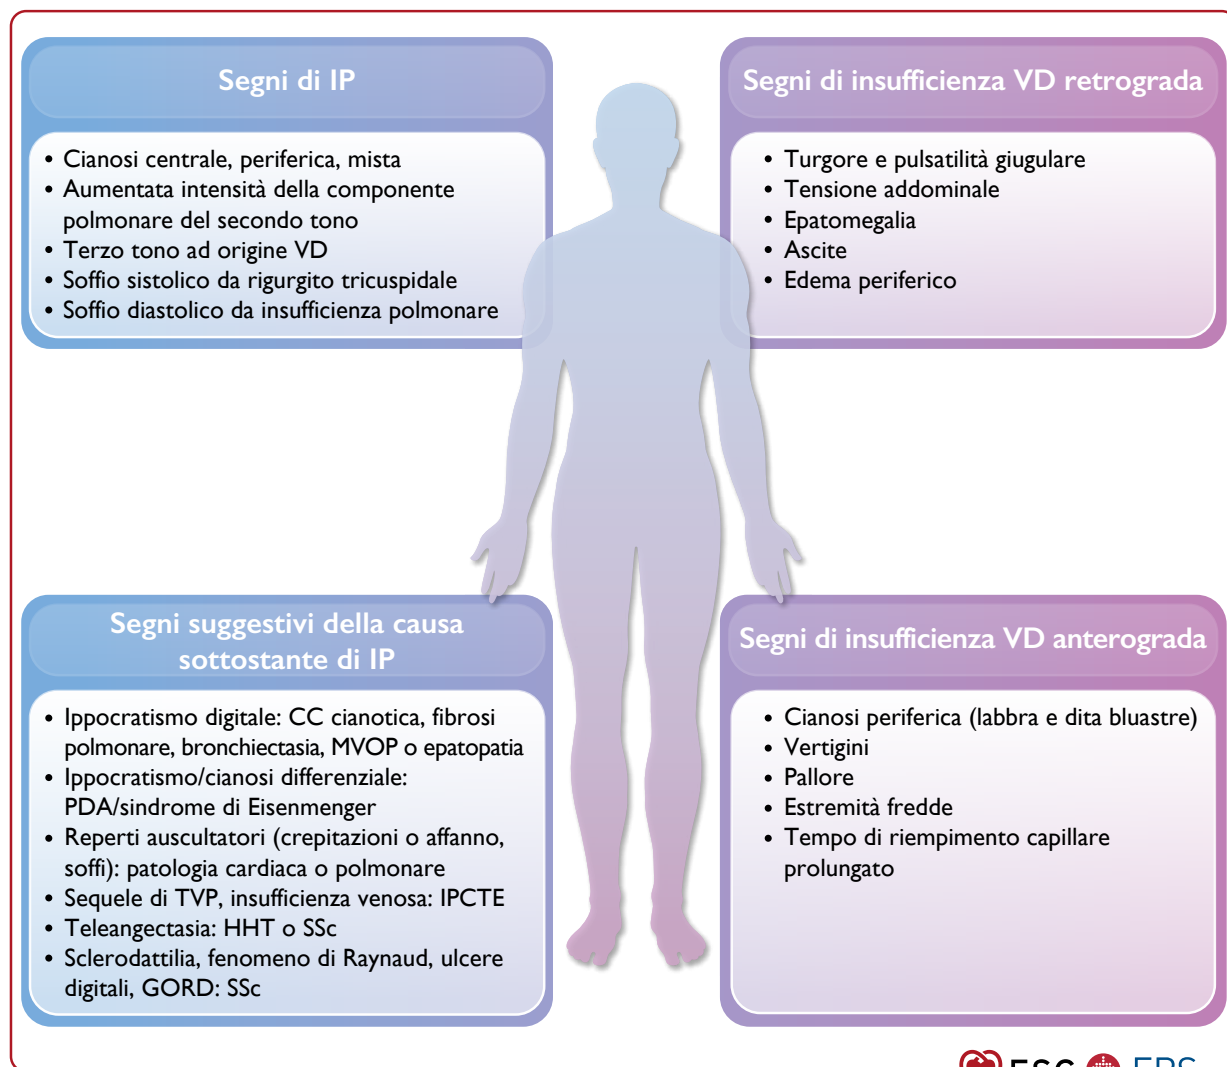 Segni di IP
• Cianosi centrale, periferica, mista
• Aumentata intensità della componente
polmonare del secondo tono
• Terzo tono ad origine VD
• Soffio sistolico da rigurgito tricuspidale
• Soffio diastolico da insufficienza polmonare
Segni di insufficienza VD retrograda
• Turgore e pulsatilità giugulare
• Tensione addominale
• Epatomegalia
• Ascite
• Edema periferico
Segni suggestivi della causa
sottostante di IP
• Ippocratismo digitale: CC cianotica, fibrosi
polmonare, bronchiectasia, MVOP o epatopatia
• Ippocratismo/cianosi differenziale:
PDA/sindrome di Eisenmenger
• Reperti auscultatori (crepitazioni o affanno,
soffi): patologia cardiaca o polmonare
• Sequele di TVP, insufficienza venosa: IPCTE
• Teleangectasia: HHT o SSc
• Sclerodattilia, fenomeno di Raynaud, ulcere
digitali, GORD: SSc
Segni di insufficienza VD anterograda
• Cianosi periferica (labbra e dita bluastre)
• Vertigini
• Pallore
• Estremità fredde
• Tempo di riempimento capillare
prolungato
ESC ERS